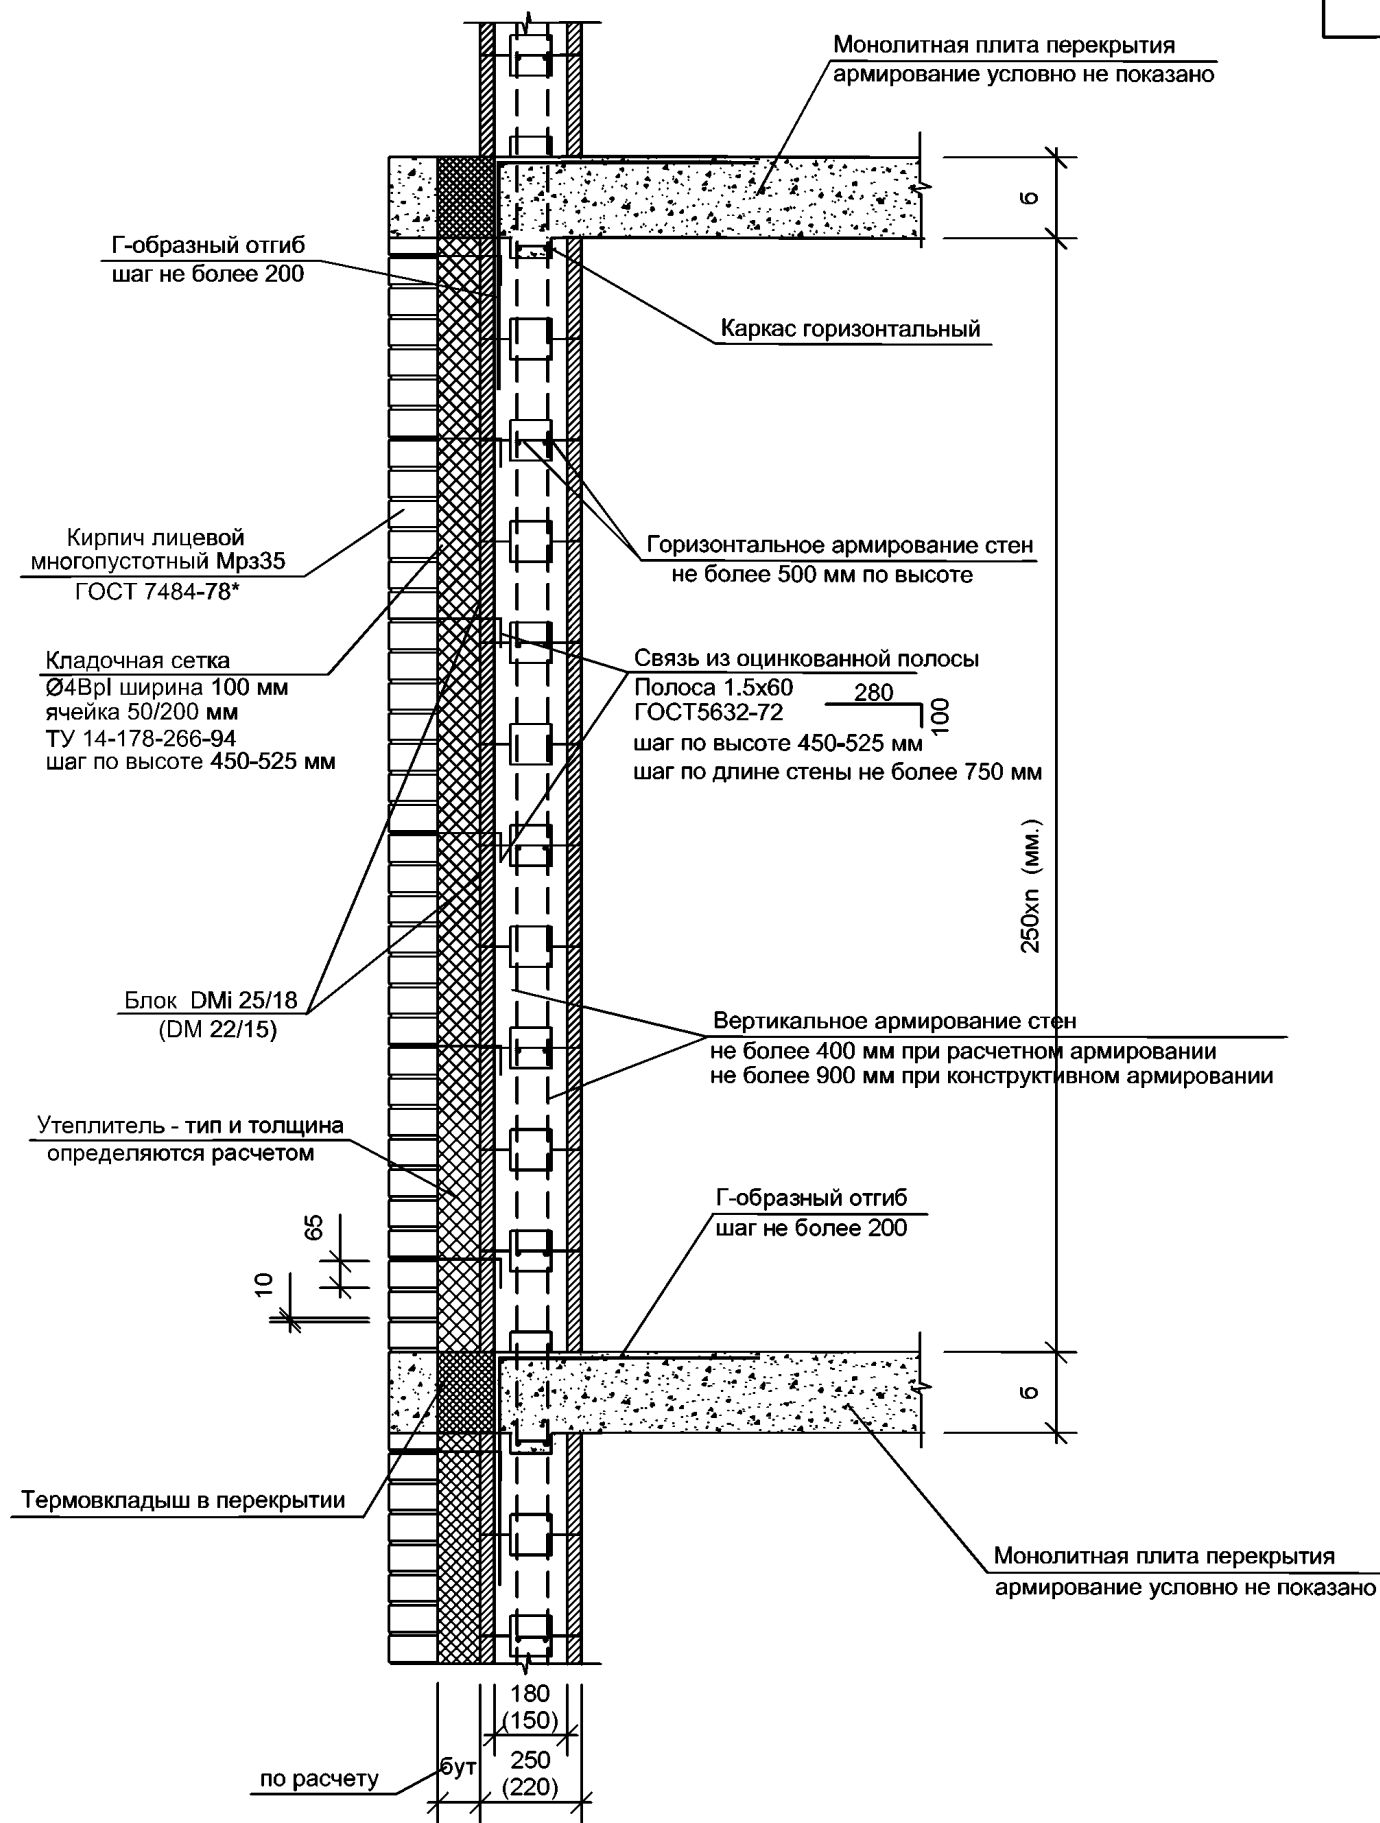 Монолитная плита перекрытия
армирование условно не показано
б
Г-образный отгиб
шаг не более 200
Каркас горизонтальный
Кирпич лицевой
многопустотный Мрз35
ГОСТ 7484-78*
Горизонтальное армирование стен
не более 500 мм по высоте
Кладочная сетка
Ø4ВрI ширина 100 мм
ячейка 50/200 мм
ТУ 14-178-266-94
шаг по высоте 450-525 мм
Связь из оцинкованной полосы
Полоса 1.5х60
ГОСТ5632-72
280
100
шаг по высоте 450-525 мм
шаг по длине стены не более 750 мм
250хn (мм.)
Блок DMi 25/18
(DM 22/15)
Вертикальное армирование стен
не более 400 мм при расчетном армировании
не более 900 мм при конструктивном армировании
Утеплитель - тип и толщина
определяются расчетом
Г-образный отгиб
шаг не более 200
65
10
б
Термовкладыш в перекрытии
Монолитная плита перекрытия
армирование условно не показано
180
(150)
по расчету
бут
250
(220)